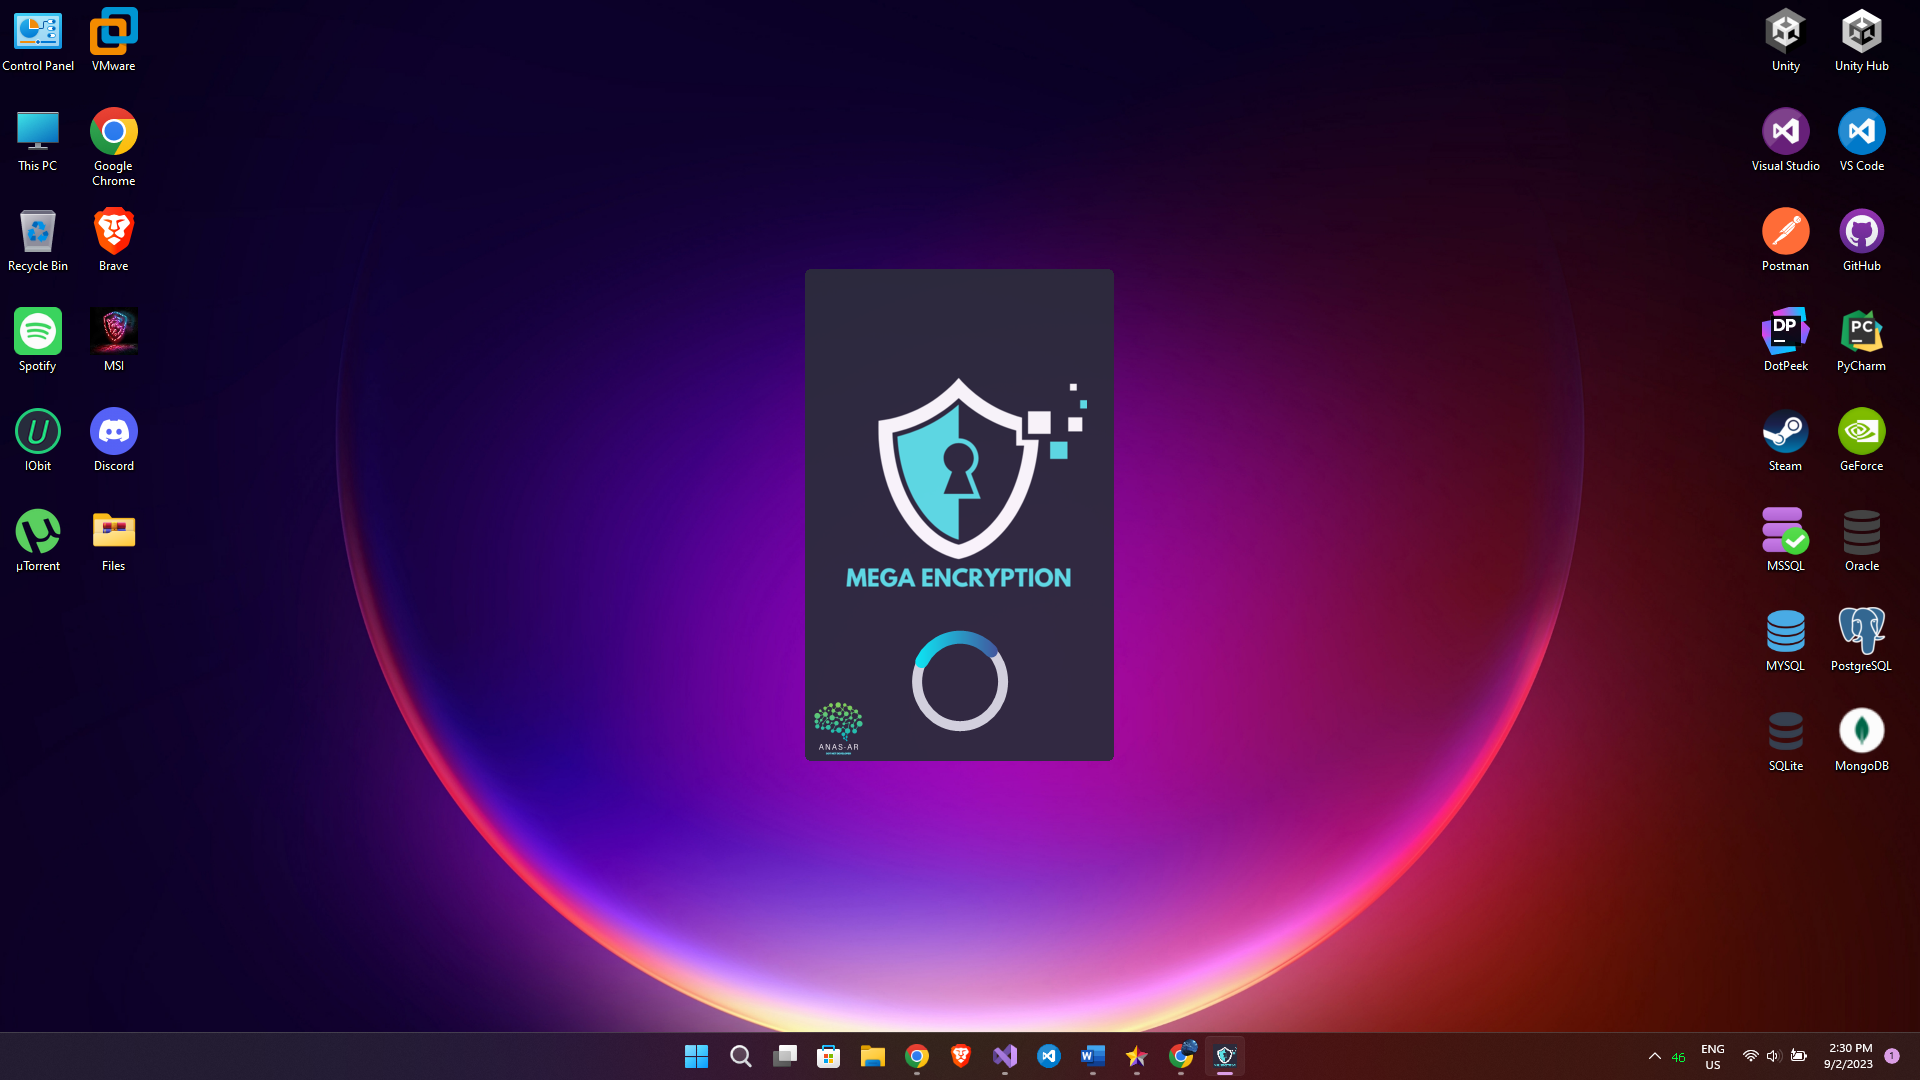 Control Panel
VMware
This PC
Google
Chrome
Recycle Bin
Brave
Spotify
MSI
IObit
Discord
µTorrent
Files
MEGA ENCRYPTION
ANAS-AR
Unity
Unity Hub
Visual Studio
VS Code
Postman
GitHub
DP
DotPeek
PC
PyCharm
Steam
GeForce
MSSQL
Oracle
MYSQL
PostgreSQL
SQLite
MongoDB
46
ENG
US
2:30 PM
9/2/2023
1